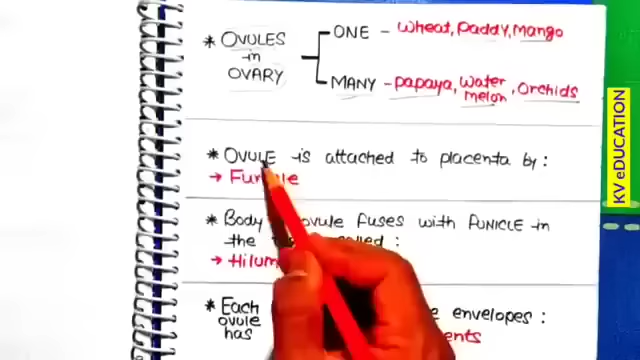 * OVULES in OVARY
ONE - Wheat, Paddy, Mango
MANY - papaya, Water melon, Orchids
* OVULE is attached to placenta by :
→ Funicle
* Body ovule fuses with FUNICLE in
the called :
→ Hilum
* Each envelopes :
ovule
has
KV eDUCATION